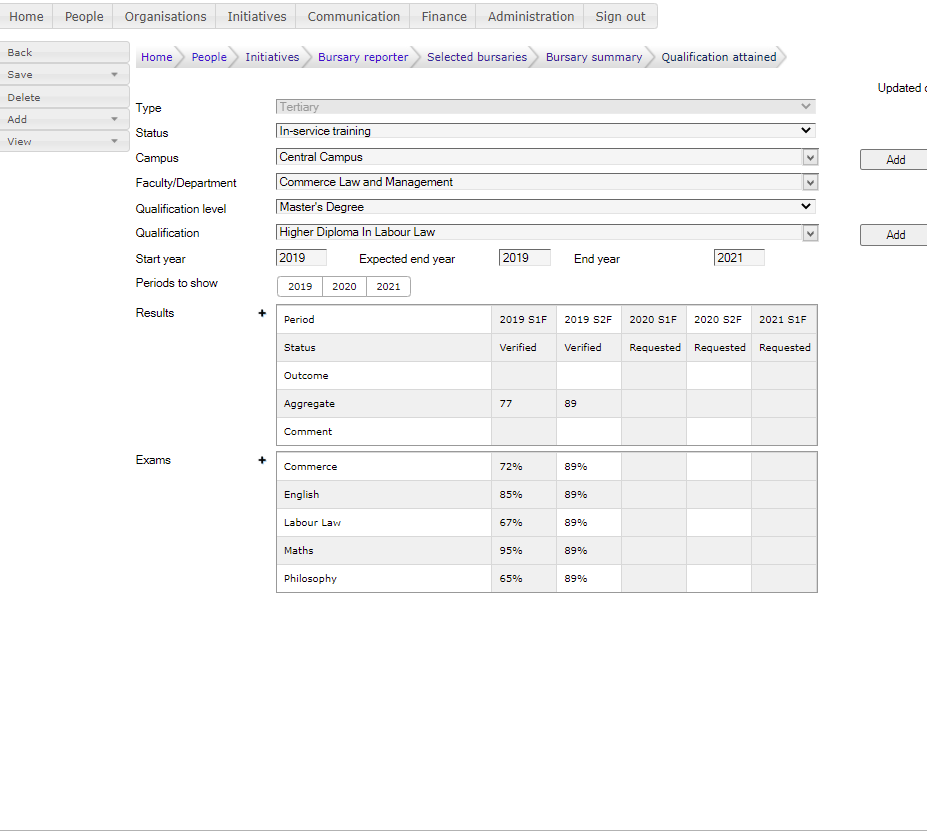 Home People Organisations Initiatives Communication Finance Administration Sign out
Back
Save
Delete
Add
View
Home People Initiatives Bursary reporter Selected bursaries Bursary summary Qualification attained
Updated
Type Tertiary
Status In-service training
Campus Central Campus Add
Faculty/Department Commerce Law and Management
Qualification level Master's Degree
Qualification Higher Diploma In Labour Law Add
Start year 2019 Expected end year 2019 End year 2021
Periods to show 2019 2020 2021
Results + Period 2019 S1F 2019 S2F 2020 S1F 2020 S2F 2021 S1F
Status Verified Verified Requested Requested Requested
Outcome
Aggregate 77 89
Comment
Exams + Commerce 72% 89%
English 85% 89%
Labour Law 67% 89%
Maths 95% 89%
Philosophy 65% 89%